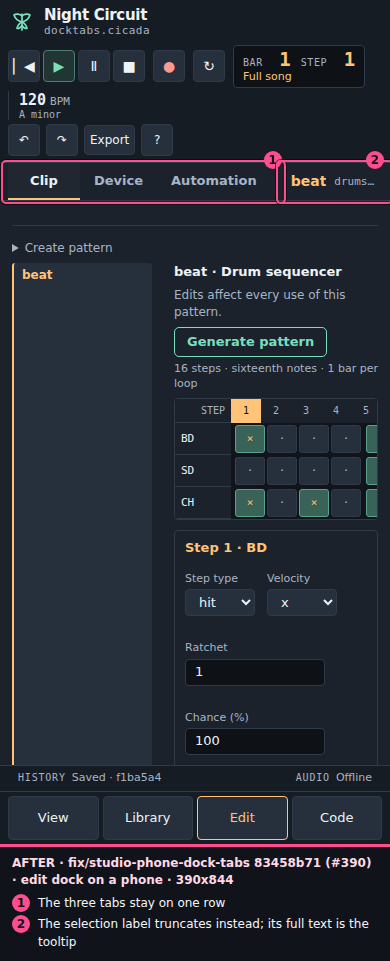 Night Circuit
docktabs.cicada
BAR 1 STEP 1
Full song
120 BPM
A minor
Export ?
1 2
Clip Device Automation beat drums…
Create pattern
beat
beat · Drum sequencer
Edits affect every use of this
pattern.
Generate pattern
16 steps · sixteenth notes · 1 bar per
loop
STEP 1 2 3 4 5
BD × · · ·
SD · · · ·
CH × · × ·
Step 1 · BD
Step type Velocity
hit x
Ratchet
1
Chance (%)
100
HISTORY Saved · f1ba5a4 AUDIO Offline
View Library Edit Code
AFTER · fix/studio-phone-dock-tabs 83458b71 (#390)
· edit dock on a phone · 390x844
1 The three tabs stay on one row
2 The selection label truncates instead; its full text is the
tooltip